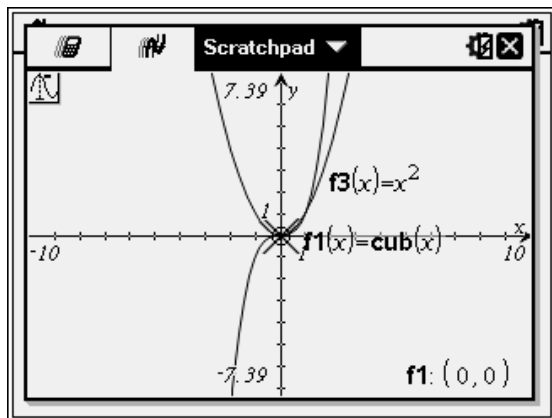 Scratchpad
7.39 y
f3(x)=x²
1
x
f1(x)=cub(x)
-10 1 10
-7.39
f1: (0,0)